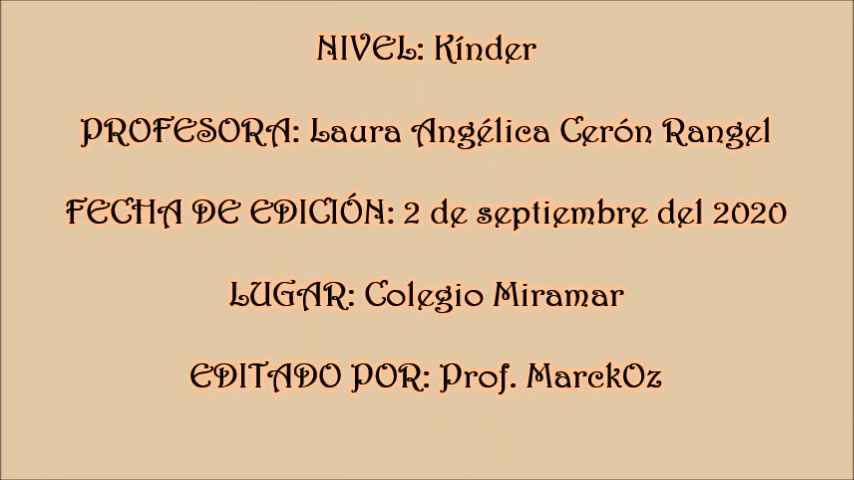 NIVEL: Kínder
PROFESORA: Laura Angélica Cerón Rangel
FECHA DE EDICIÓN: 2 de septiembre del 2020
LUGAR: Colegio Miramar
EDITADO POR: Prof. MarckOz